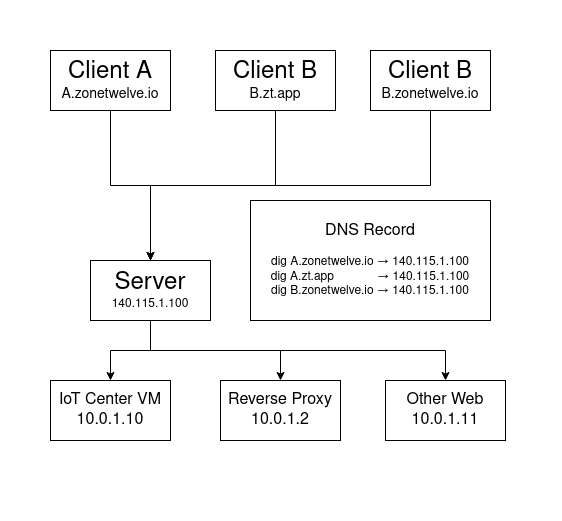 Client A
A.zonetwelve.io
Client B
B.zt.app
Client B
B.zonetwelve.io
DNS Record
dig A.zonetwelve.io → 140.115.1.100
dig A.zt.app → 140.115.1.100
dig B.zonetwelve.io → 140.115.1.100
Server
140.115.1.100
IoT Center VM
10.0.1.10
Reverse Proxy
10.0.1.2
Other Web
10.0.1.11